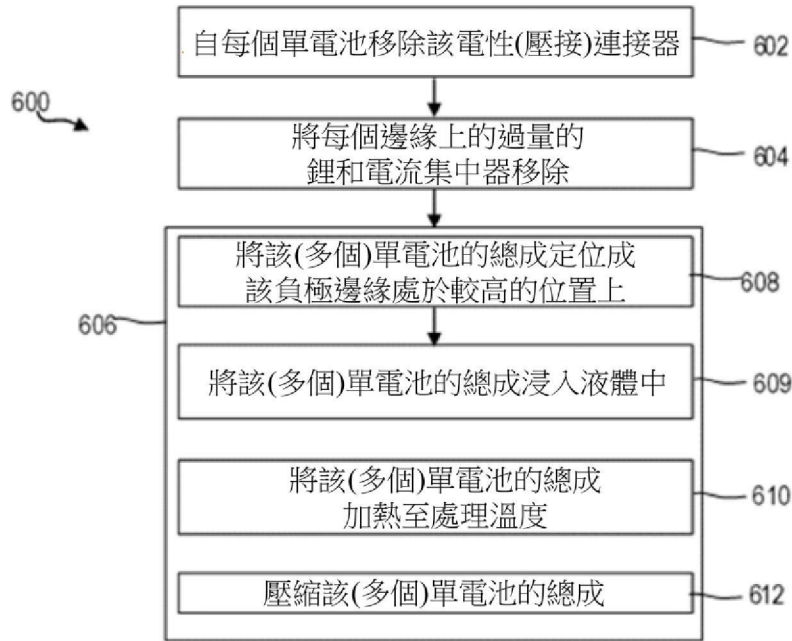 自每個單電池移除該電性(壓接)連接器
602
600
將每個邊緣上的過量的
鋰和電流集中器移除
604
將該(多個)單電池的總成定位成
該負極邊緣處於較高的位置上
608
606
將該(多個)單電池的總成浸入液體中
609
將該(多個)單電池的總成
加熱至處理溫度
610
壓縮該(多個)單電池的總成
612